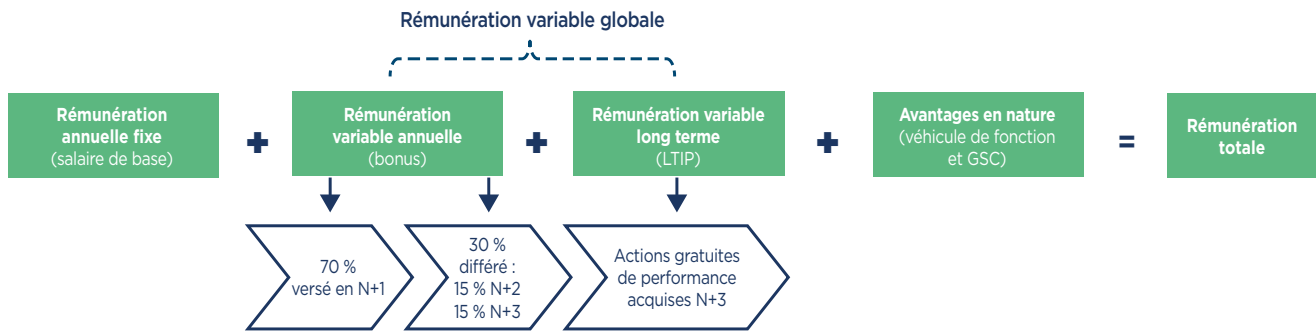 Rémunération variable globale
Rémunération
annuelle fixe
(salaire de base)
+
Rémunération
variable annuelle
(bonus)
+
Rémunération variable
long terme
(LTIP)
+
Avantages en nature
(véhicule de fonction
et GSC)
=
Rémunération
totale
70 %
versé en N+1
30 %
différé :
15 % N+2
15 % N+3
Actions gratuites
de performance
acquises N+3